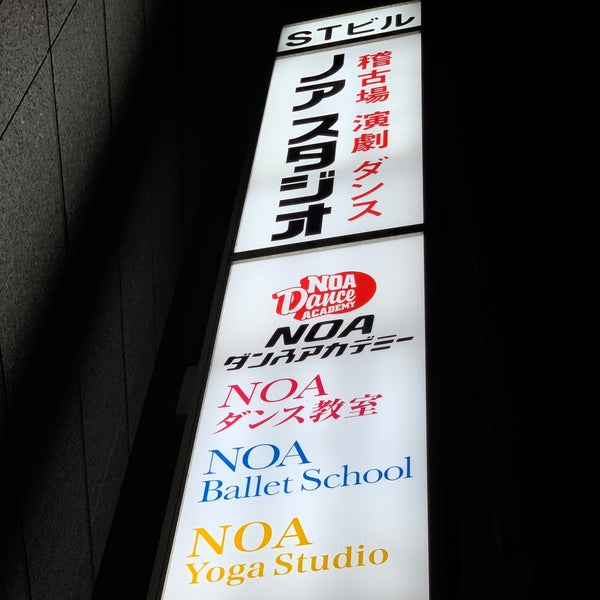 STビル
稽古場 演劇 ダンス
ノアスタジオ
NOA
Dance
ACADEMY
NOA
ダンスアカデミー
NOA
ダンス教室
NOA
Ballet School
NOA
Yoga Studio